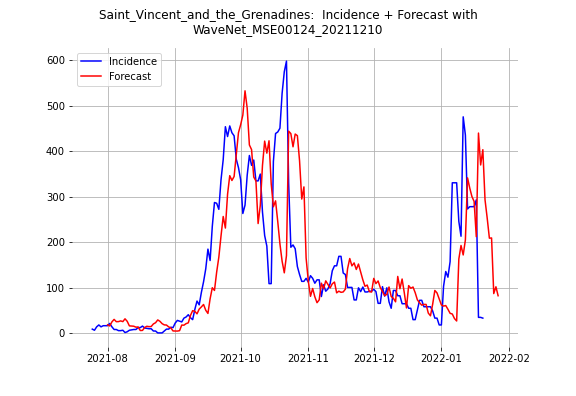 Saint_Vincent_and_the_Grenadines:  Incidence + Forecast with
WaveNet_MSE00124_20211210
Incidence
Forecast
600
500
400
300
200
100
0
2021-08 2021-09 2021-10 2021-11 2021-12 2022-01 2022-02